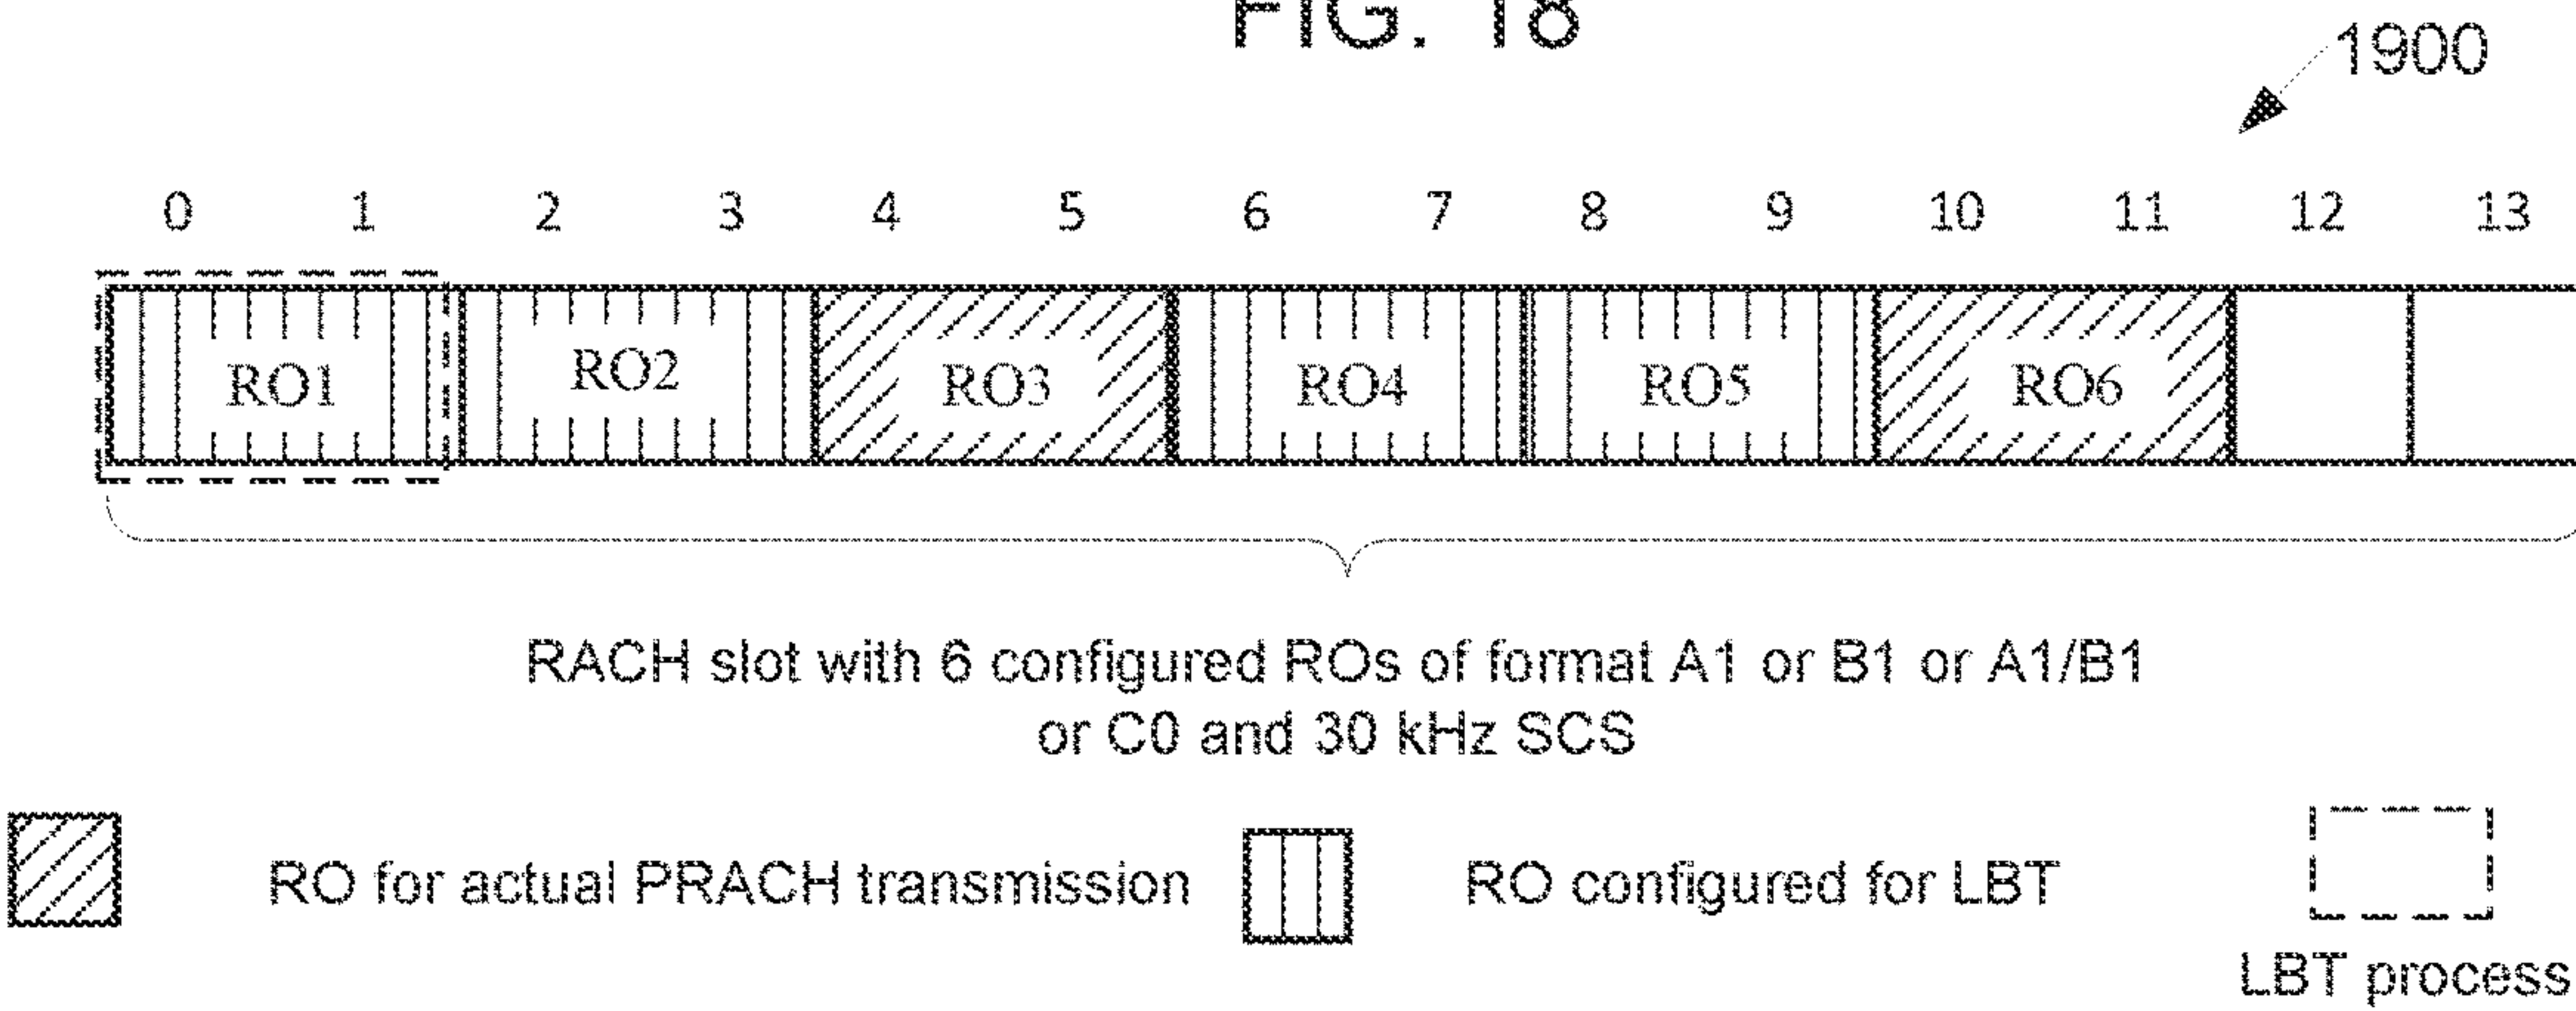 FIG. 18
1900
0 1 2 3 4 5 6 7 8 9 10 11 12 13
RO1 RO2 RO3 RO4 RO5 RO6
RACH slot with 6 configured ROs of format A1 or B1 or A1/B1
or C0 and 30 kHz SCS
RO for actual PRACH transmission
RO configured for LBT
LBT process